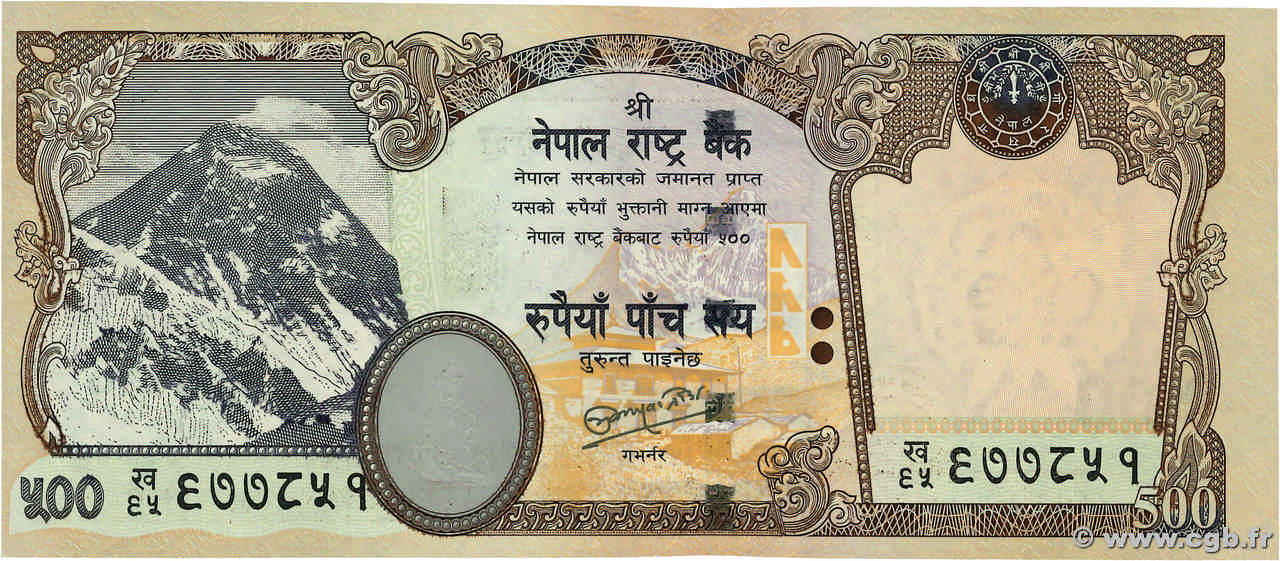 श्री
नेपाल राष्ट्र बैंक
नेपाल सरकारको जमानत प्राप्त
यसको रुपैयाँ भुक्तानी माग्न आएमा
नेपाल राष्ट्र बैंकबाट रुपैयाँ ५००
रुपैयाँ पाँच सय
तुरुन्त पाइनेछ
गभर्नर
नेपाल
५०० ख ६५ ६७७८५१
ख ६५ ६७७८५१
500
© www.cgb.fr